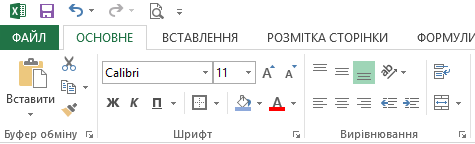 ФАЙЛ ОСНОВНЕ ВСТАВЛЕННЯ РОЗМІТКА СТОРІНКИ ФОРМУЛИ
Calibri 11 A A
Вставити
Ж К П А
Буфер обміну Шрифт Вирівнювання